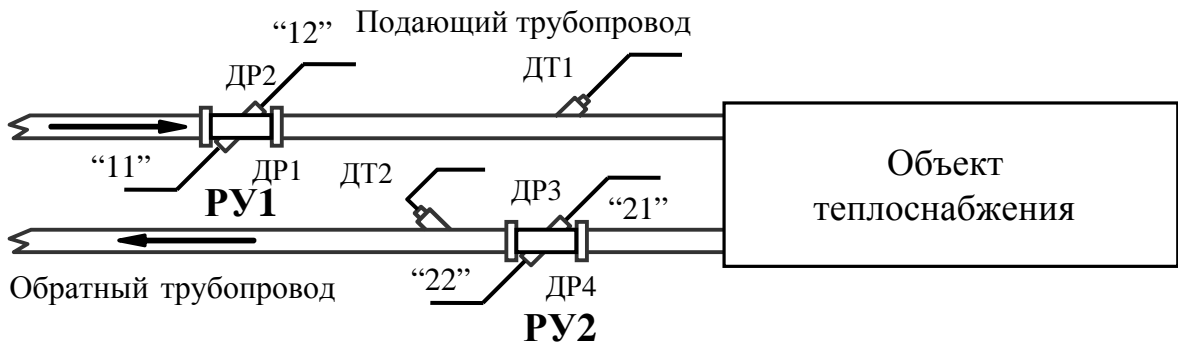 “12”
Подающий трубопровод
ДР2
ДТ1
“11”
ДР1
РУ1
ДТ2
ДР3
“21”
Объект
теплоснабжения
“22”
ДР4
Обратный трубопровод
РУ2